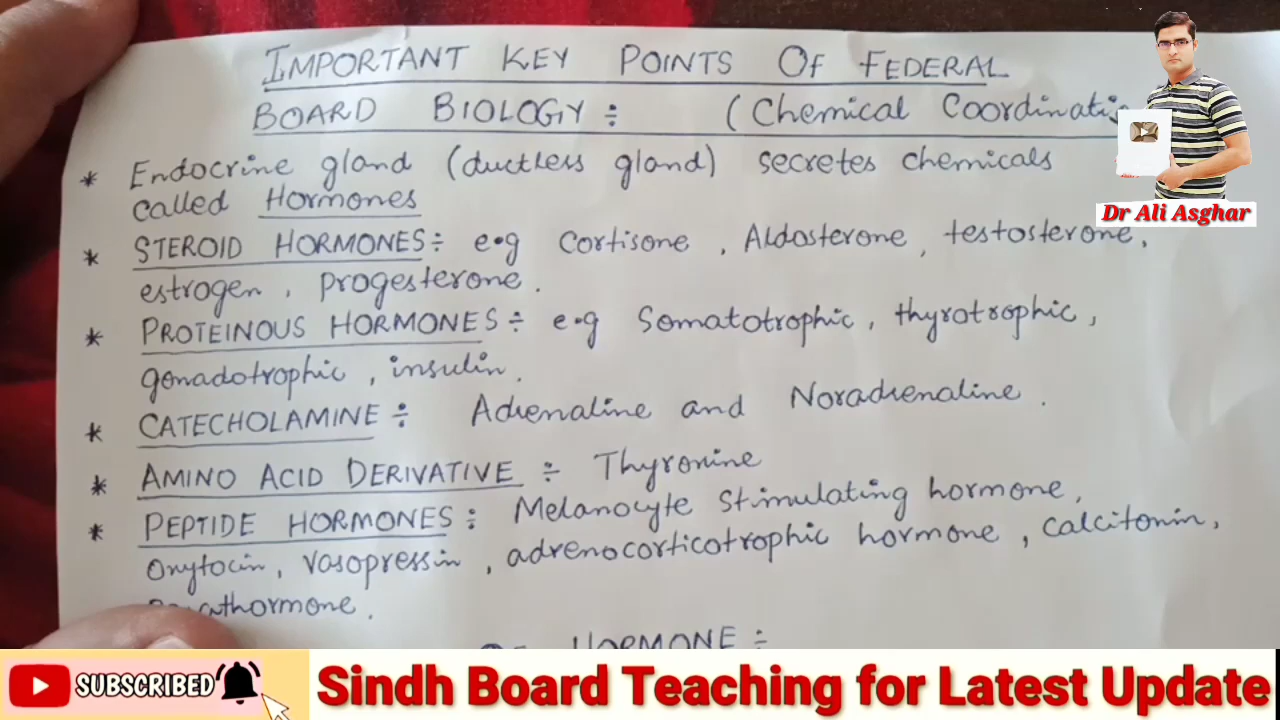 IMPORTANT KEY POINTS OF FEDERAL
BOARD BIOLOGY÷ (Chemical Coordinati
* Endocrine gland (ductless gland) secretes chemicals
called Hormones
* STEROID HORMONES÷ e.g Cortisone, Aldosterone, testosterone,
estrogen, progesterone.
* PROTEINOUS HORMONES÷ e.g Somatotrophic, thyrotrophic,
gonadotrophic, insulin.
* CATECHOLAMINE÷ Adrenaline and Noradrenaline.
* AMINO ACID DERIVATIVE÷ Thyronine
* PEPTIDE HORMONES÷ Melanocyte stimulating hormone,
oxytocin, vasopressin, adrenocorticotrophic hormone, calcitonin,
athormone.
HORMONE÷
Dr Ali Asghar
SUBSCRIBED
Sindh Board Teaching for Latest Update